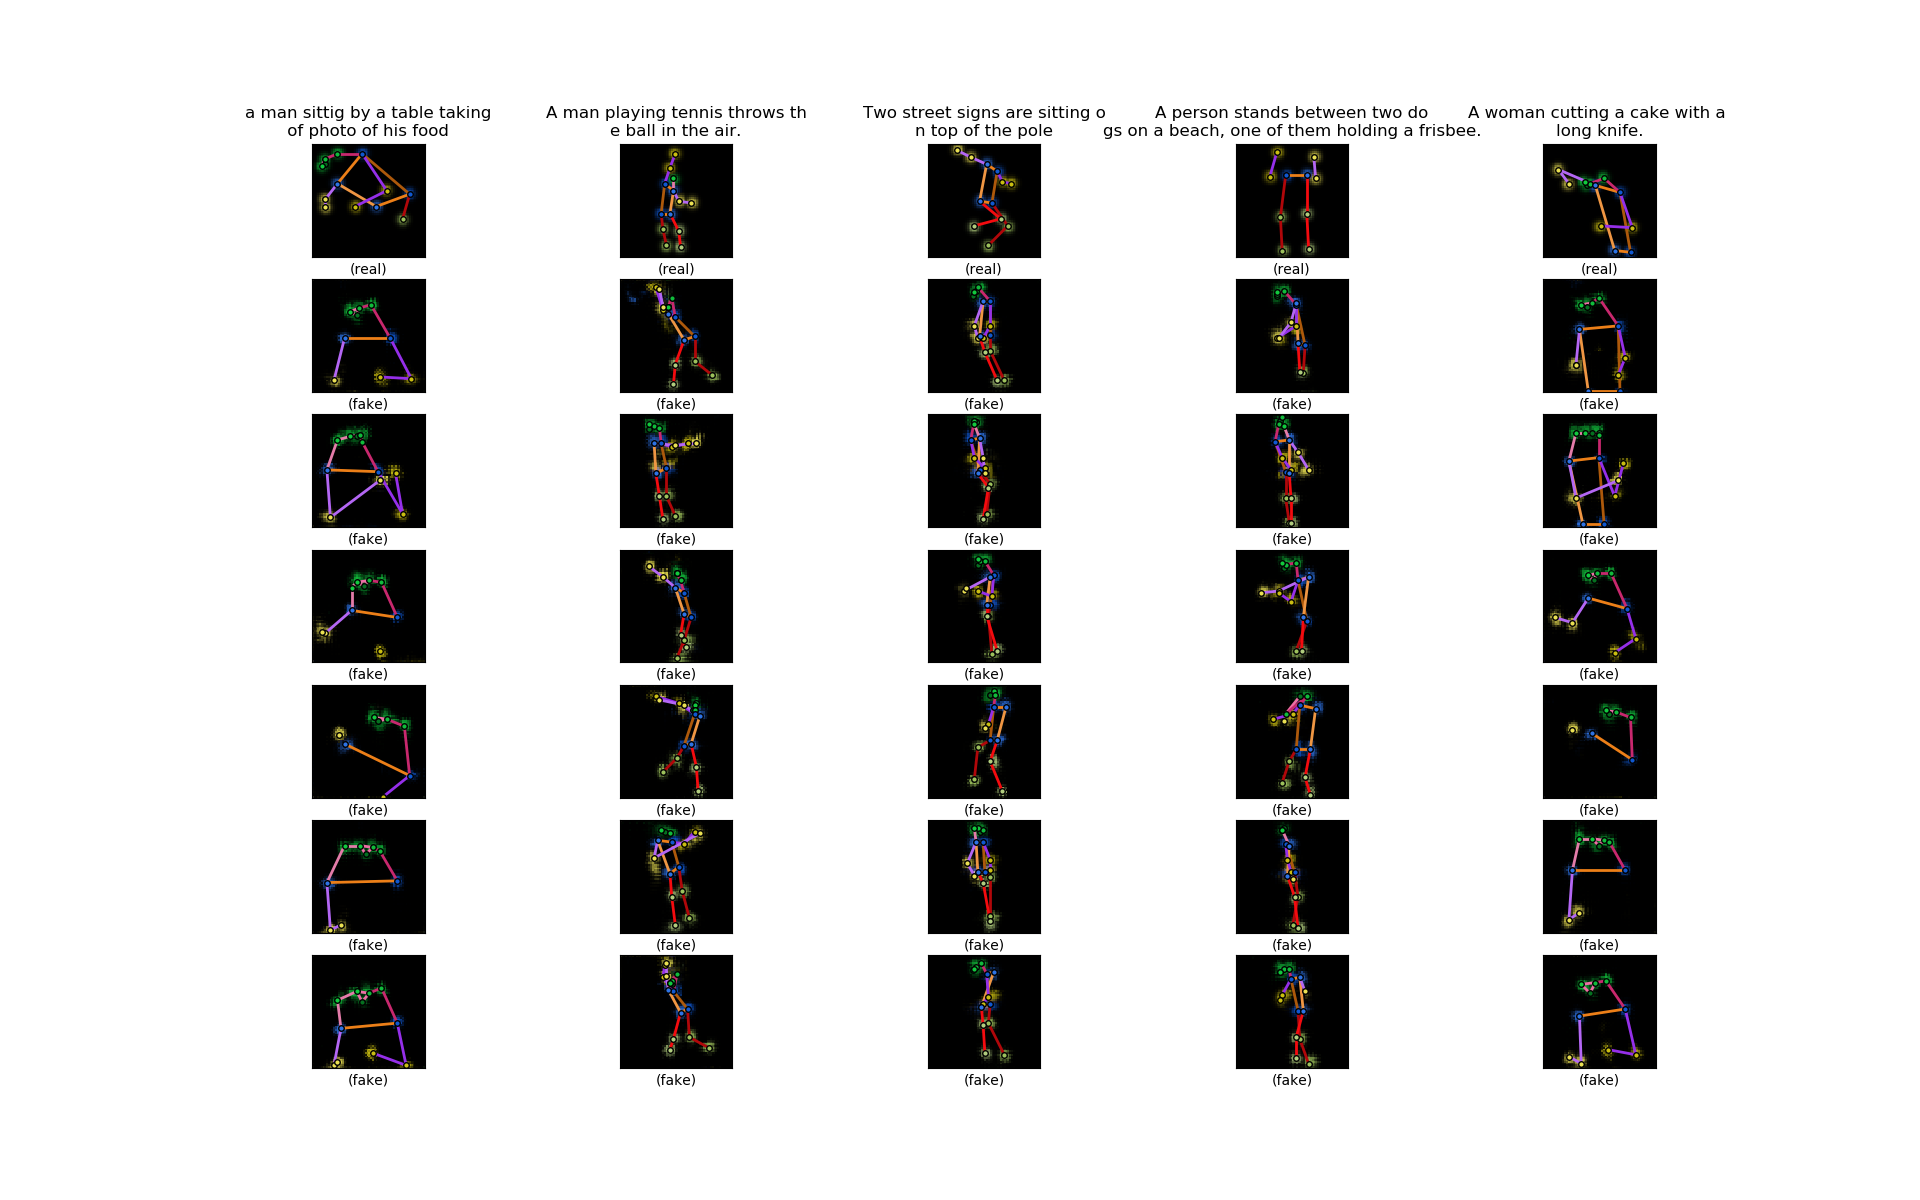 a man sittig by a table taking
of photo of his food
A man playing tennis throws th
e ball in the air.
Two street signs are sitting o
n top of the pole
A person stands between two do
gs on a beach, one of them holding a frisbee.
A woman cutting a cake with a
long knife.
(real) (real) (real) (real) (real)
(fake) (fake) (fake) (fake) (fake)
(fake) (fake) (fake) (fake) (fake)
(fake) (fake) (fake) (fake) (fake)
(fake) (fake) (fake) (fake) (fake)
(fake) (fake) (fake) (fake) (fake)
(fake) (fake) (fake) (fake) (fake)